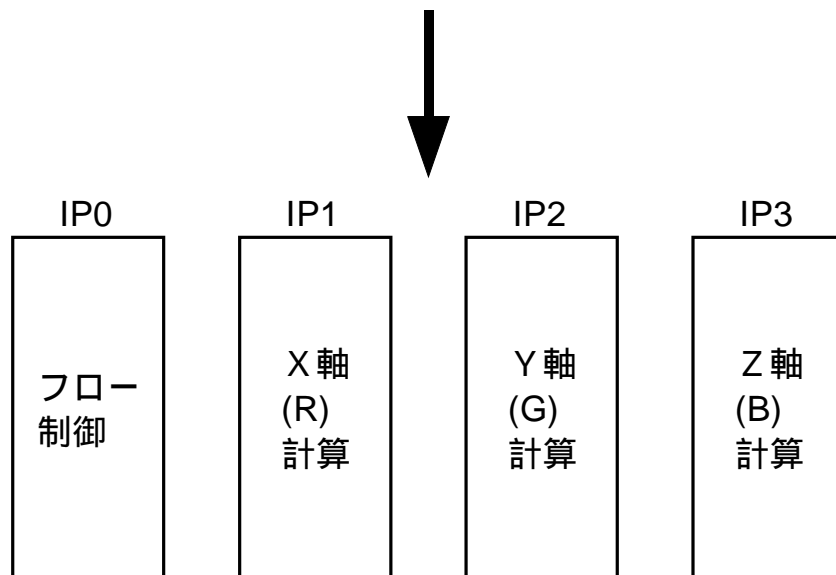 IP0
IP1
IP2
IP3
フロー
制御
X軸
(R)
計算
Y軸
(G)
計算
Z軸
(B)
計算